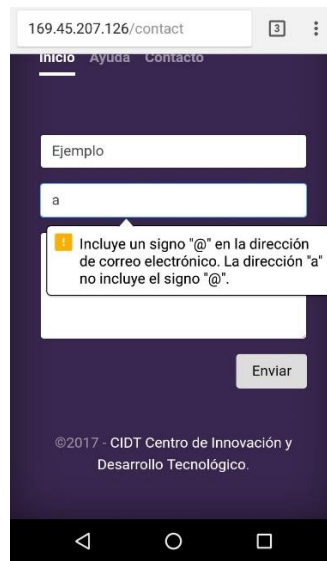 169.45.207.126/contact 3
Inicio Ayuda Contacto
Ejemplo
a
! Incluye un signo "@" en la dirección
de correo electrónico. La dirección "a"
no incluye el signo "@".
Enviar
©2017 - CIDT Centro de Innovación y
Desarrollo Tecnológico.